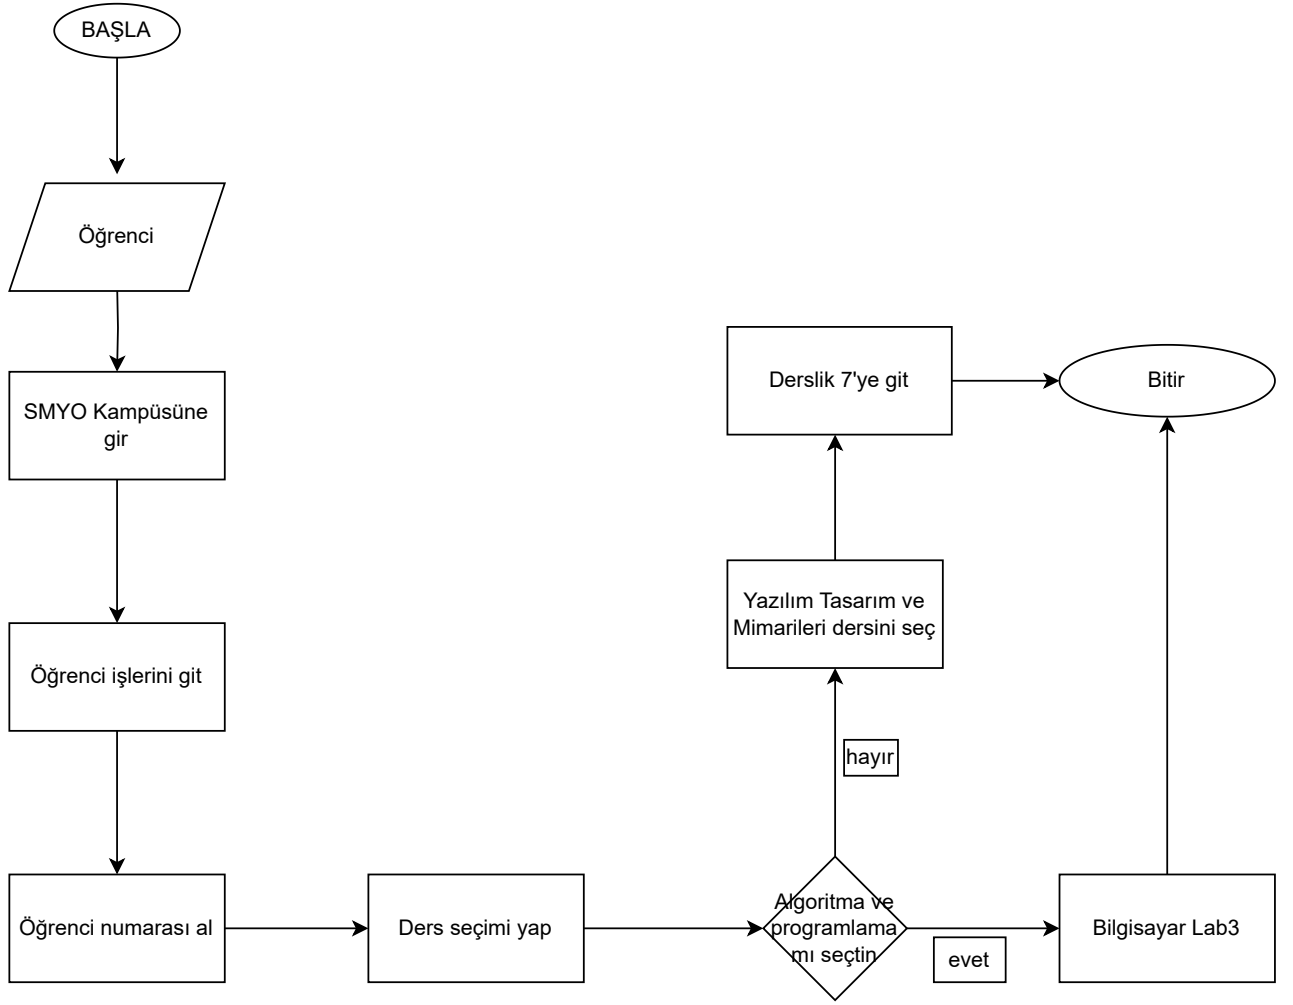 BAŞLA
Öğrenci
SMYO Kampüsüne
gir
Öğrenci işlerini git
Öğrenci numarası al
Ders seçimi yap
Algoritma ve
programlama
mı seçtin
hayır
Yazılım Tasarım ve
Mimarileri dersini seç
Derslik 7'ye git
evet
Bilgisayar Lab3
Bitir